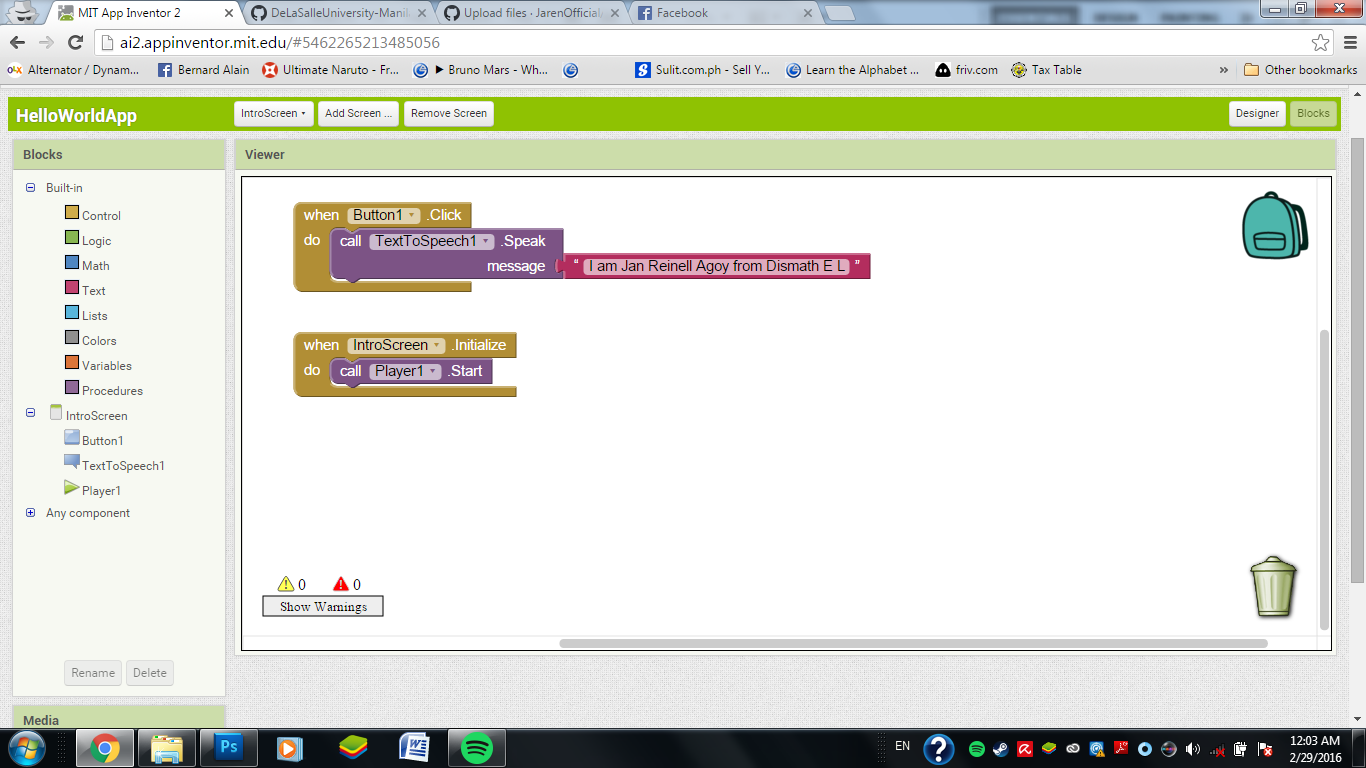 MIT App Inventor 2
DeLaSalleUniversity-Manil
Upload files · JarenOfficial
Facebook
ai2.appinventor.mit.edu/#5462265213485056
Alternator / Dynam...
Bernard Alain
Ultimate Naruto - Fr...
▶ Bruno Mars - Wh...
Sulit.com.ph - Sell Y...
Learn the Alphabet ...
friv.com
Tax Table
»
Other bookmarks
HelloWorldApp
IntroScreen
Add Screen ...
Remove Screen
Designer
Blocks
Blocks
Built-in
Control
Logic
Math
Text
Lists
Colors
Variables
Procedures
IntroScreen
Button1
TextToSpeech1
Player1
Any component
Rename
Delete
Media
Viewer
when Button1 .Click
do call TextToSpeech1 .Speak
message “ I am Jan Reinell Agoy from Dismath E L ”
when IntroScreen .Initialize
do call Player1 .Start
0 0
Show Warnings
Ps
W
EN
?
12:03 AM
2/29/2016